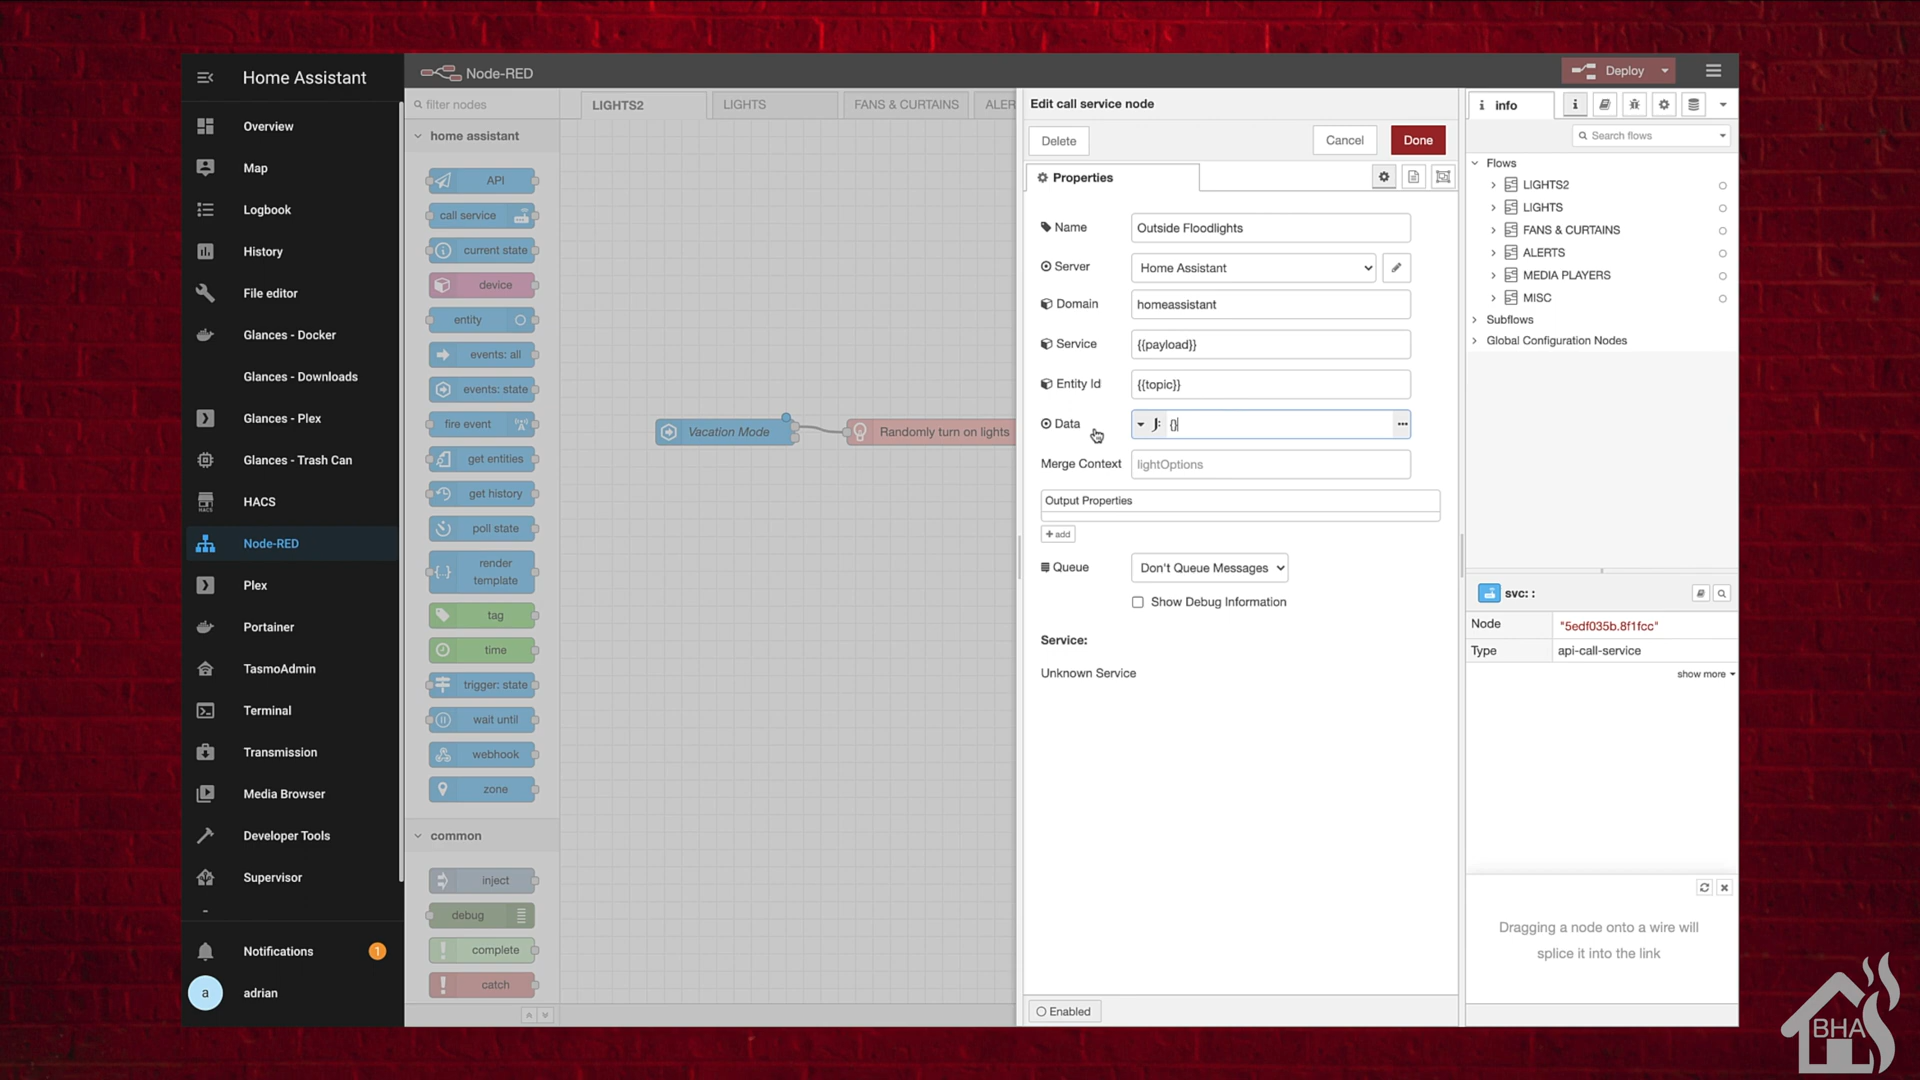 Home Assistant
Overview
Map
Logbook
History
File editor
Glances - Docker
Glances - Downloads
Glances - Plex
Glances - Trash Can
HACS
HACS
Node-RED
Plex
Portainer
TasmoAdmin
Terminal
Transmission
Media Browser
Developer Tools
Supervisor
Notifications 1
a adrian
Node-RED
Deploy
filter nodes
home assistant
API
call service
current state
device
entity
events: all
events: state
fire event
get entities
get history
poll state
render
template
tag
time
trigger: state
wait until
webhook
zone
common
inject
debug
complete
catch
LIGHTS2
LIGHTS
FANS & CURTAINS
ALER
Vacation Mode
Randomly turn on lights
Edit call service node
Delete
Cancel
Done
Properties
Name Outside Floodlights
Server Home Assistant
Domain homeassistant
Service {{payload}}
Entity Id {{topic}}
Data J: {}
Merge Context lightOptions
Output Properties
+ add
Queue Don't Queue Messages
Show Debug Information
Service:
Unknown Service
Enabled
i info
i
Search flows
Flows
LIGHTS2
LIGHTS
FANS & CURTAINS
ALERTS
MEDIA PLAYERS
MISC
Subflows
Global Configuration Nodes
svc: :
Node "5edf035b.8f1fcc"
Type api-call-service
show more
Dragging a node onto a wire will
splice it into the link
BHA